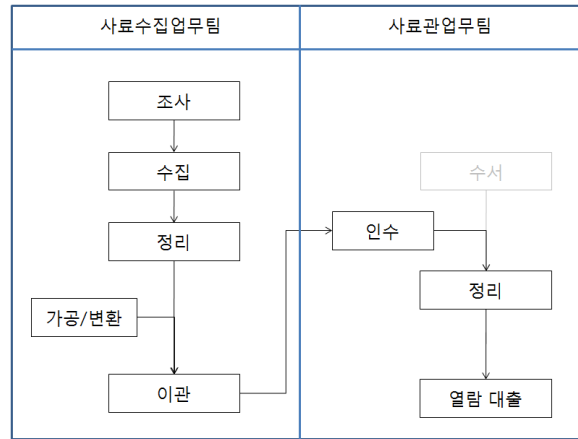 사료수집업무팀
사료관업무팀
조사
수집
수서
정리
인수
정리
가공/변환
이관
열람 대출